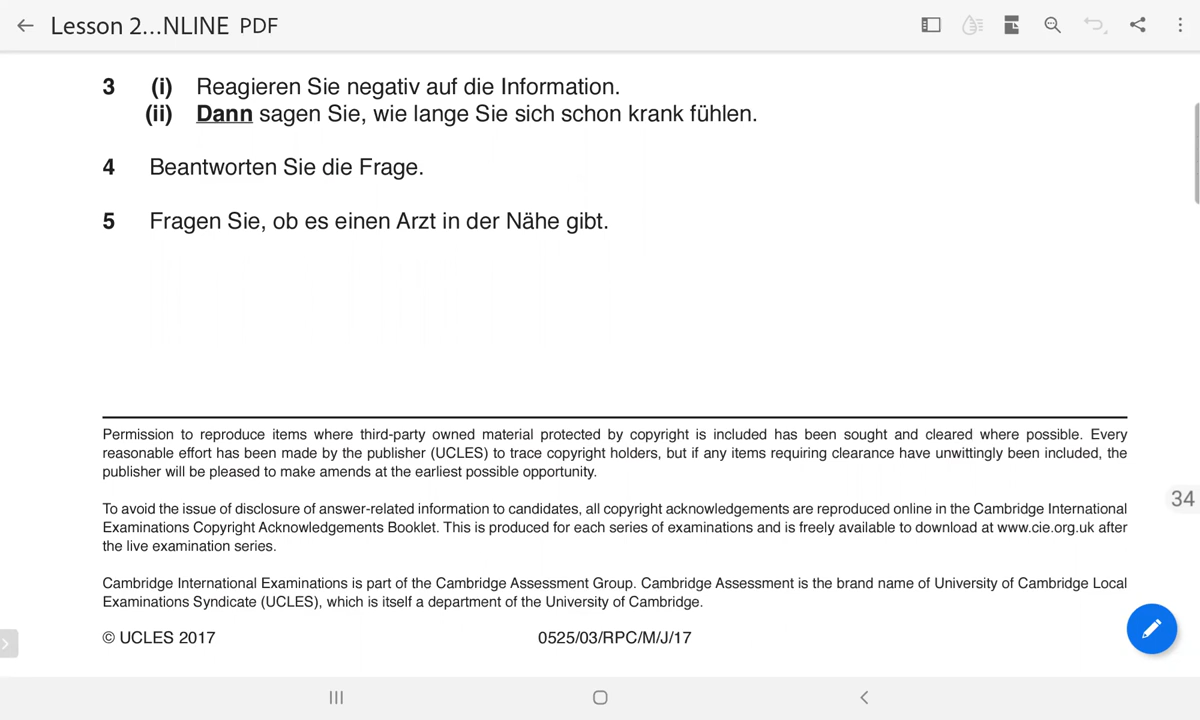 Lesson 2...NLINE PDF
3 (i) Reagieren Sie negativ auf die Information.
(ii) Dann sagen Sie, wie lange Sie sich schon krank fühlen.
4 Beantworten Sie die Frage.
5 Fragen Sie, ob es einen Arzt in der Nähe gibt.
Permission to reproduce items where third-party owned material protected by copyright is included has been sought and cleared where possible. Every
reasonable effort has been made by the publisher (UCLES) to trace copyright holders, but if any items requiring clearance have unwittingly been included, the
publisher will be pleased to make amends at the earliest possible opportunity.
34
To avoid the issue of disclosure of answer-related information to candidates, all copyright acknowledgements are reproduced online in the Cambridge International
Examinations Copyright Acknowledgements Booklet. This is produced for each series of examinations and is freely available to download at www.cie.org.uk after
the live examination series.
Cambridge International Examinations is part of the Cambridge Assessment Group. Cambridge Assessment is the brand name of University of Cambridge Local
Examinations Syndicate (UCLES), which is itself a department of the University of Cambridge.
© UCLES 2017 0525/03/RPC/M/J/17